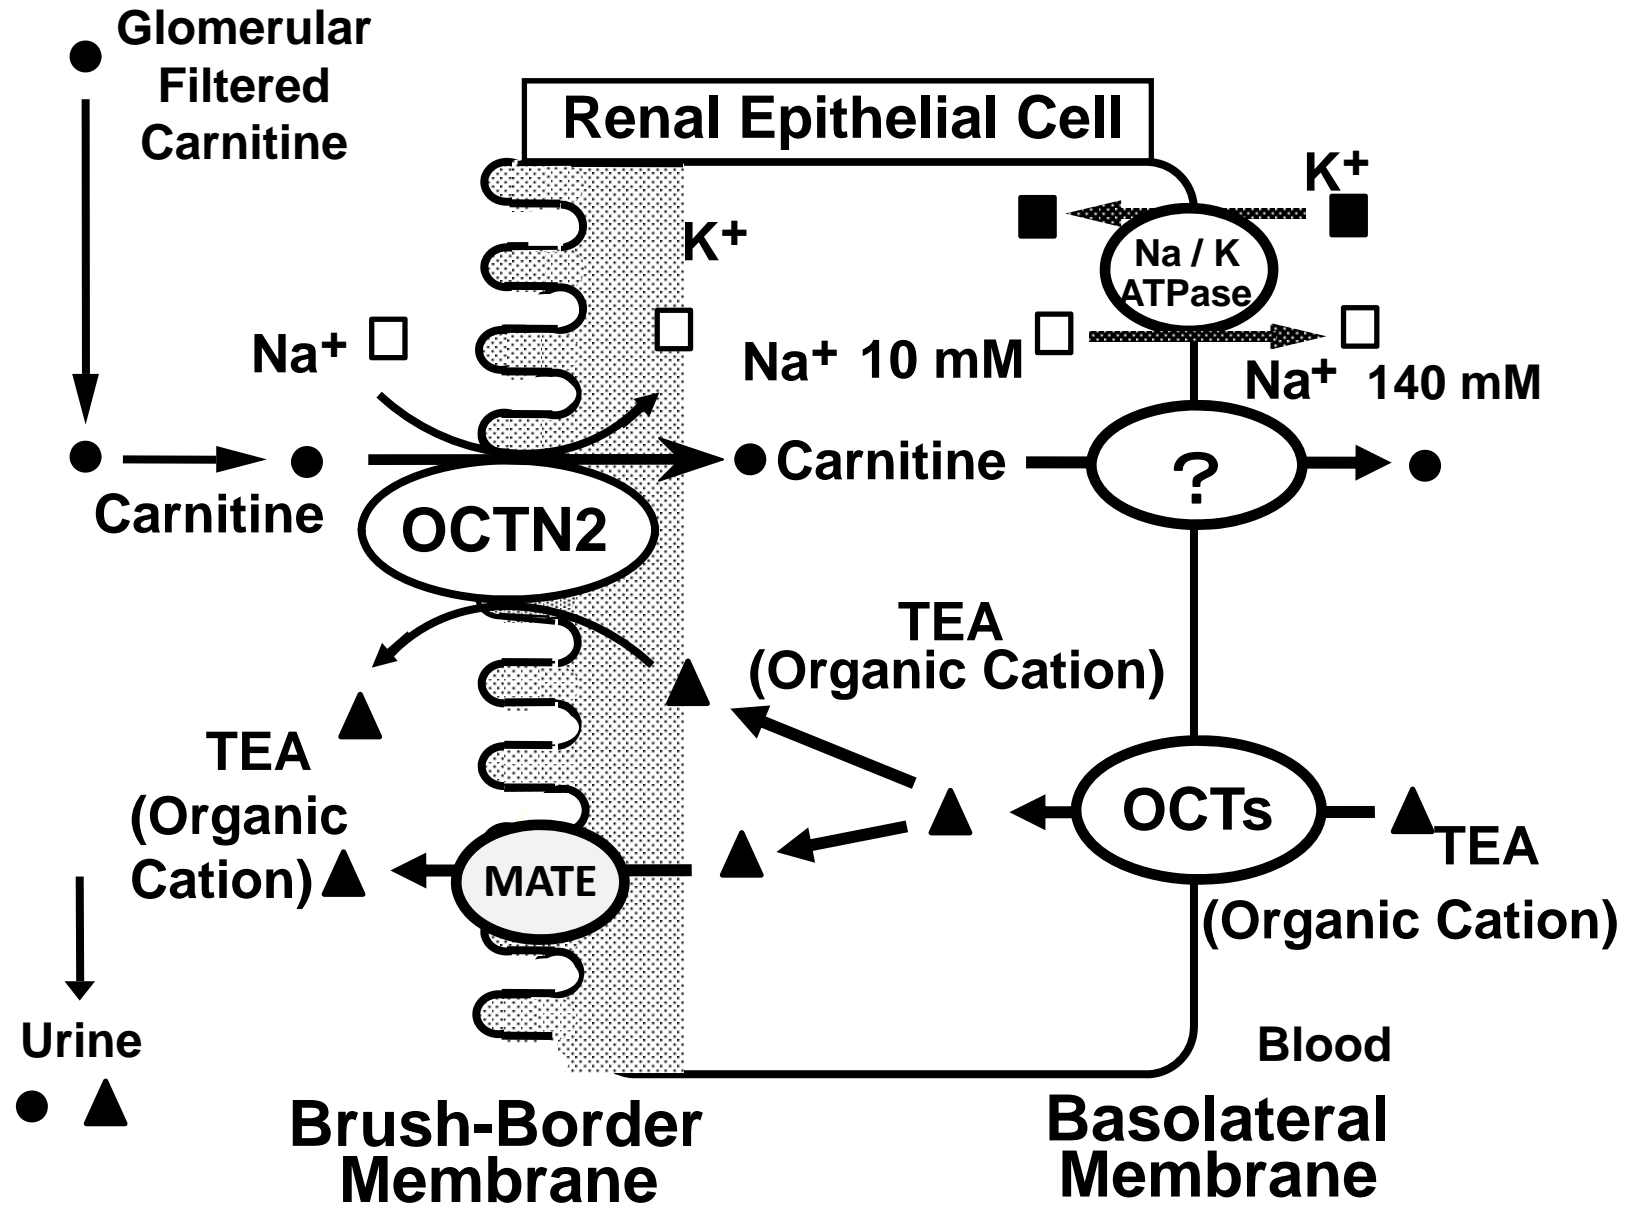 Glomerular
Filtered
Carnitine
Renal Epithelial Cell
K+
K+
Na / K
ATPase
Na+
Na+ 10 mM
Na+ 140 mM
Carnitine
Carnitine
?
OCTN2
TEA
(Organic Cation)
TEA
(Organic
Cation)
MATE
OCTs
TEA
(Organic Cation)
Urine
Blood
Brush-Border
Membrane
Basolateral
Membrane